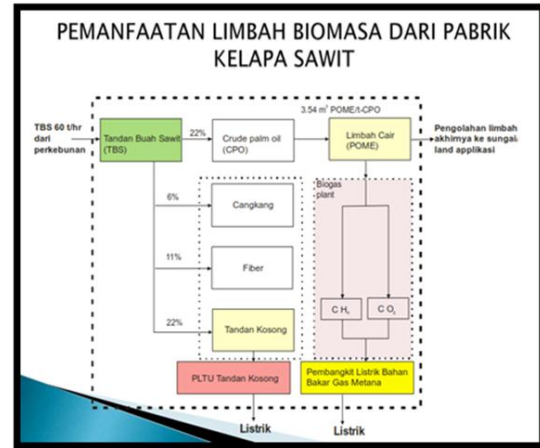 PEMANFAATAN LIMBAH BIOMASA DARI PABRIK
KELAPA SAWIT
3.54 m³ POME/t-CPO
TBS 60 t/hr
dari
perkebunan
Tandan Buah Sawit
(TBS)
22%
Crude palm oil
(CPO)
Limbah Cair
(POME)
Pengolahan limbah
akhirnya ke sungai,
land applikasi
Biogas
plant
6%
Cangkang
11%
Fiber
C H₄
C O₂
22%
Tandan Kosong
PLTU Tandan Kosong
Pembangkit Listrik Bahan
Bakar Gas Metana
Listrik
Listrik